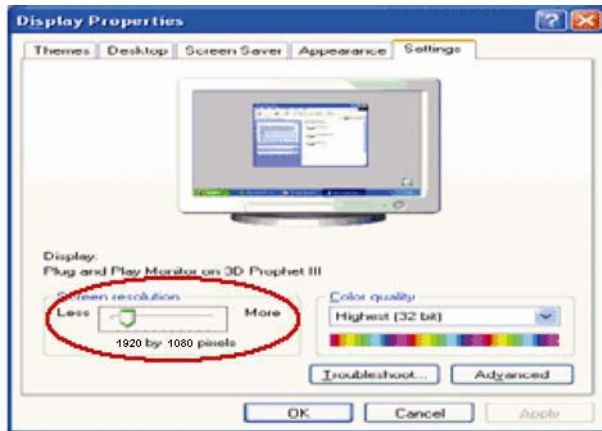 Display Properties
Themes Desktop Screen Saver Appearance Settings
Display:
Plug and Play Monitor on 3D Prophet III
Screen resolution
Less More
1920 by 1080 pixels
Color quality
Highest (32 bit)
Troubleshoot... Advanced
OK Cancel Apply